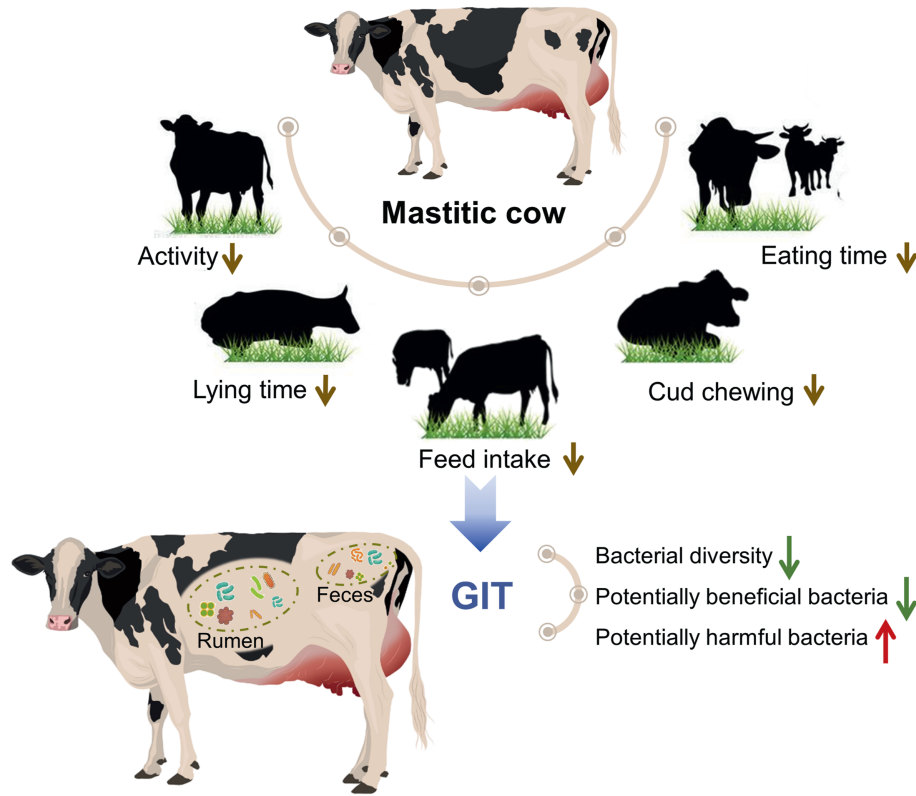 Mastitic cow
Activity
Eating time
Lying time
Cud chewing
Feed intake
Feces
Rumen
GIT
Bacterial diversity
Potentially beneficial bacteria
Potentially harmful bacteria